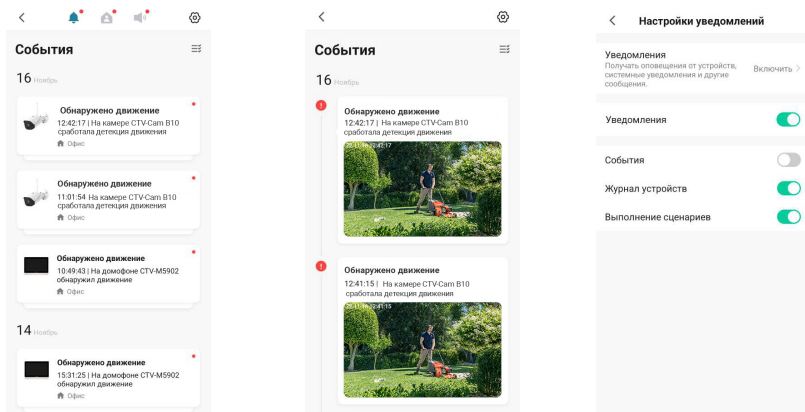 События
16 Ноябрь
Обнаружено движение
12:42:17 | На камере CTV-Cam B10
сработала детекция движения
Офис
Обнаружено движение
11:01:54 На камере CTV-Cam B10
сработала детекция движения
Офис
Обнаружено движение
10:49:43 | На домофоне CTV-M5902
обнаружил движение
Офис
14 Ноябрь
Обнаружено движение
15:31:25 | На домофоне CTV-M5902
обнаружил движение
Офис
События
16 Ноябрь
Обнаружено движение
12:42:17 | На камере CTV-Cam B10
сработала детекция движения
Обнаружено движение
12:41:15 | На камере CTV-Cam B10
сработала детекция движения
Настройки уведомлений
Уведомления
Получать оповещения от устройств,
системные уведомления и другие
сообщения.
Включить
Уведомления
События
Журнал устройств
Выполнение сценариев